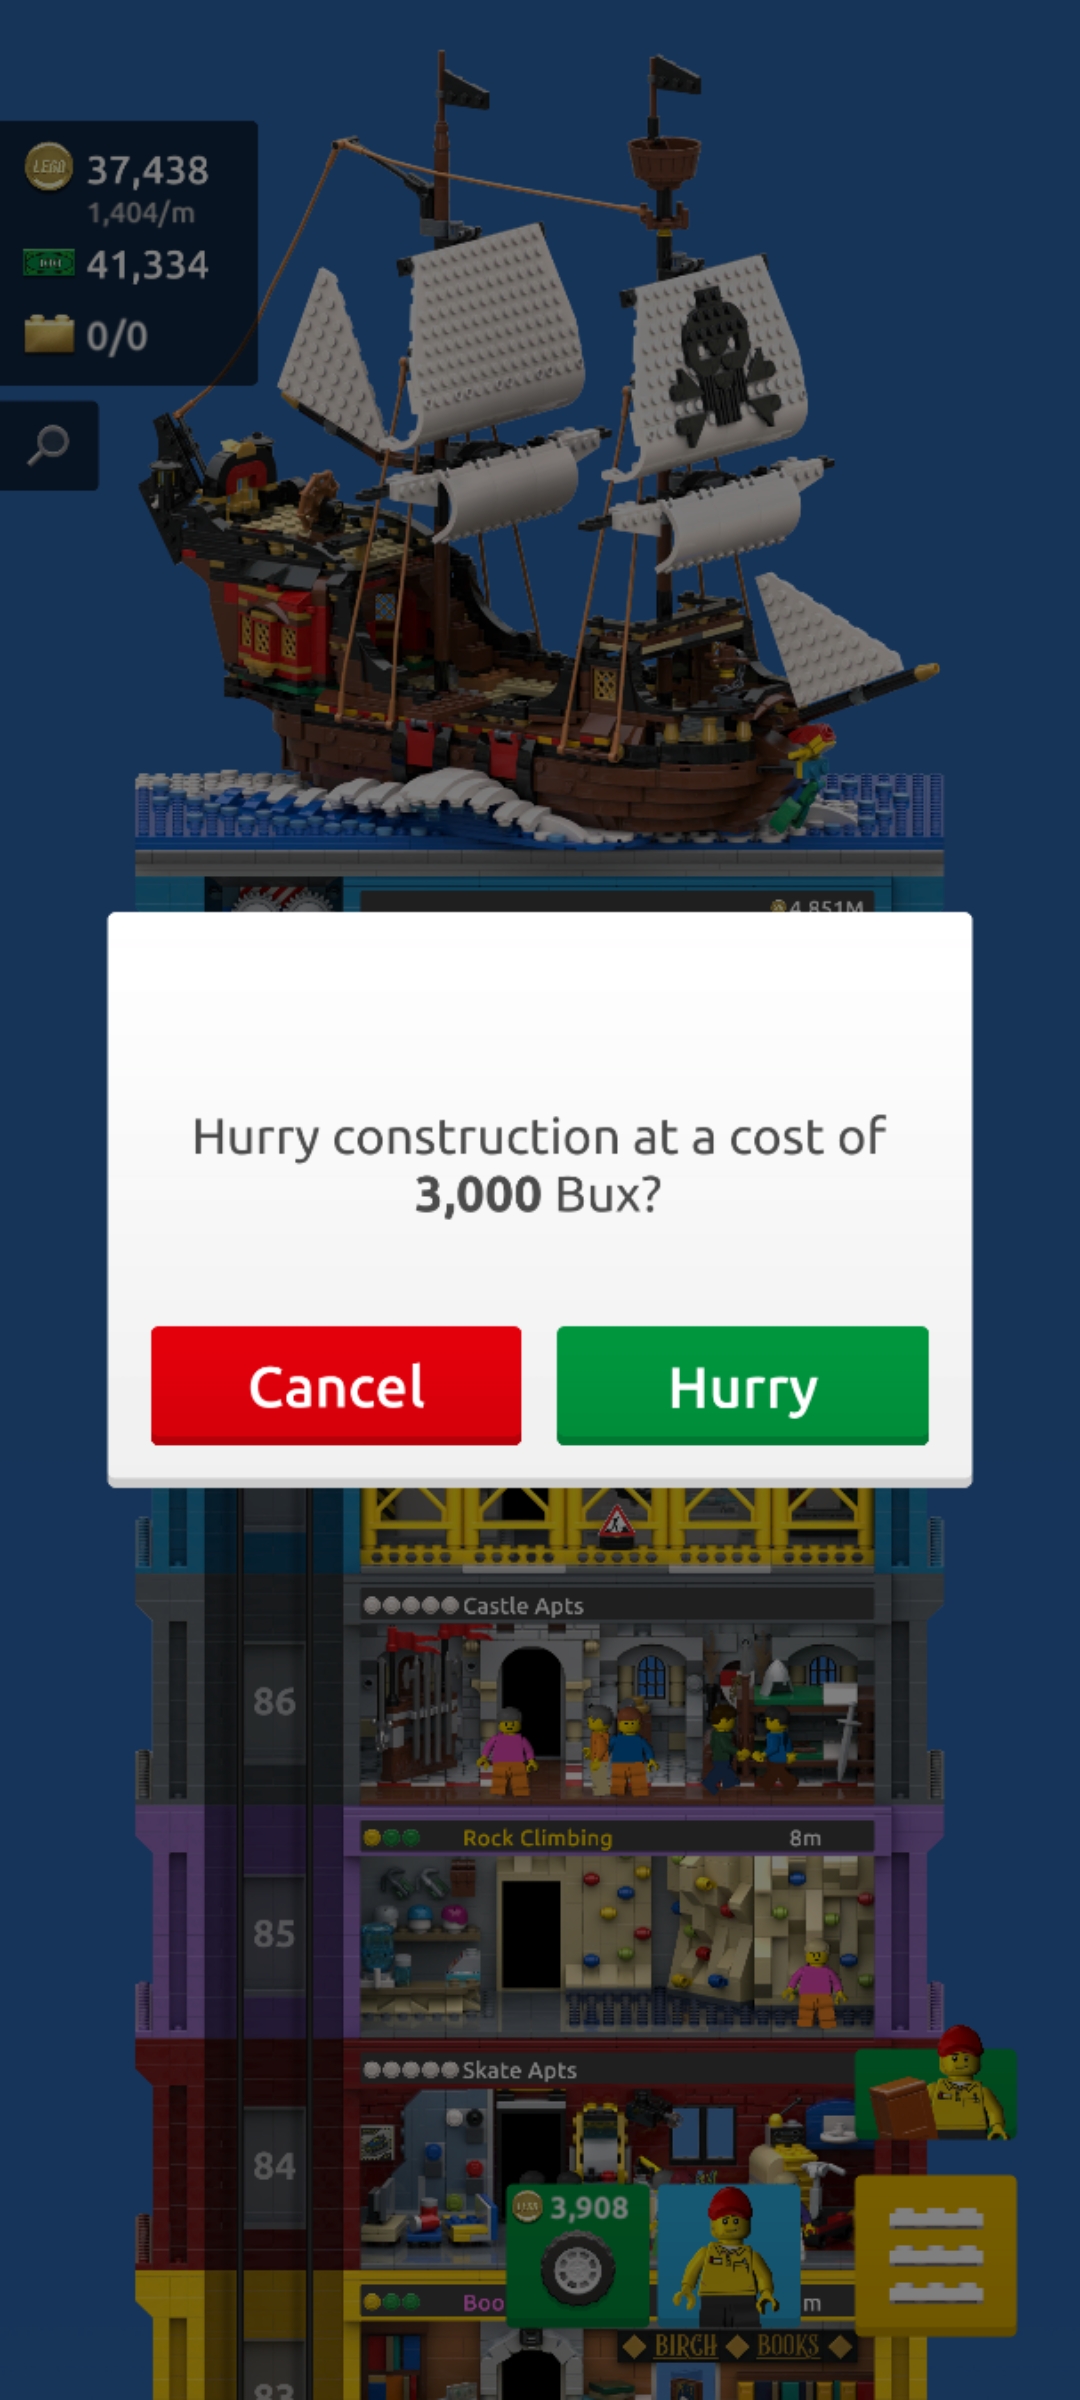 LEGO 37,438
1,404/m
41,334
0/0
4.851M
Hurry construction at a cost of
3,000 Bux?
Cancel
Hurry
Castle Apts
86
Rock Climbing 8m
85
Skate Apts
84
3,908
Boo
m
BIRCH BOOKS
83